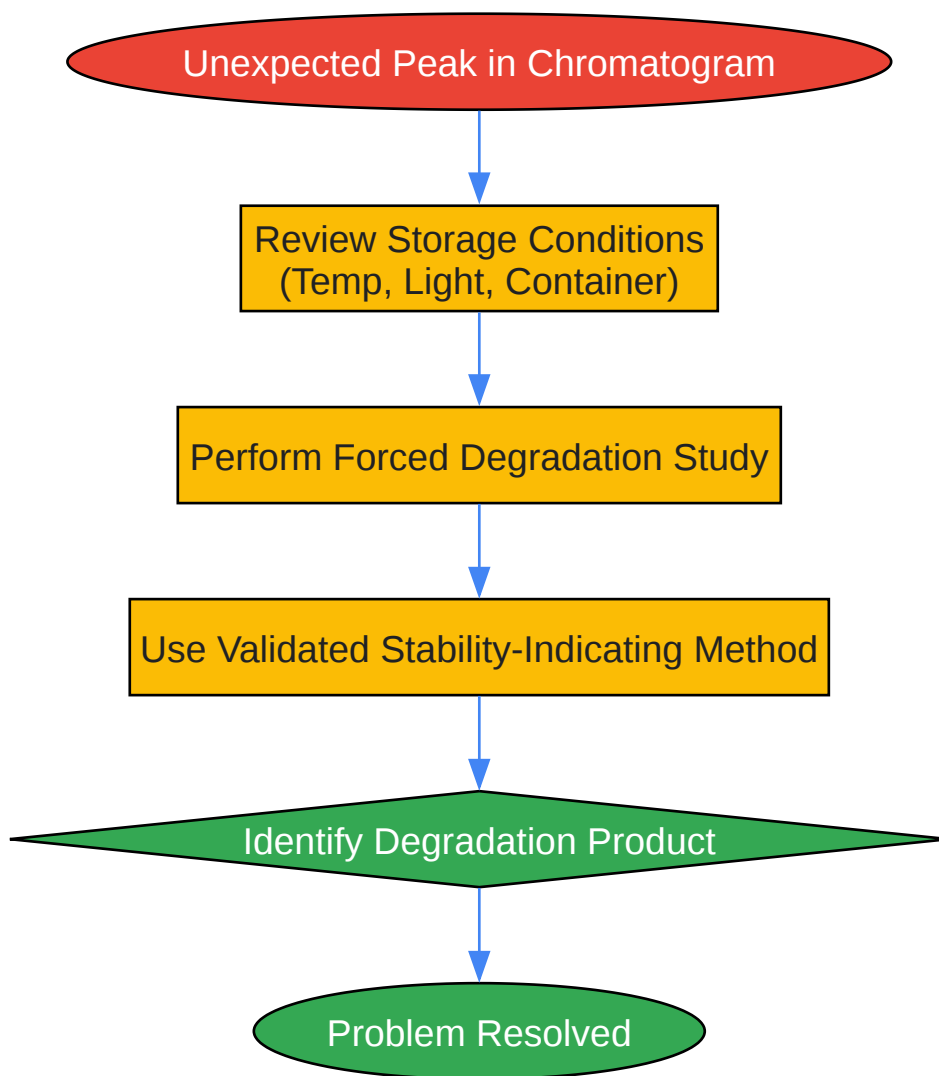 Unexpected Peak in Chromatogram
Review Storage Conditions
(Temp, Light, Container)
Perform Forced Degradation Study
Use Validated Stability-Indicating Method
Identify Degradation Product
Problem Resolved